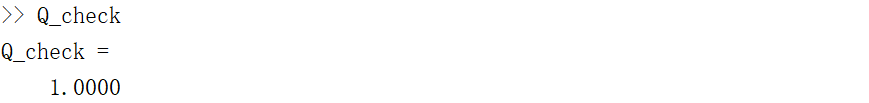 >> Q_check
Q_check =
    1.0000